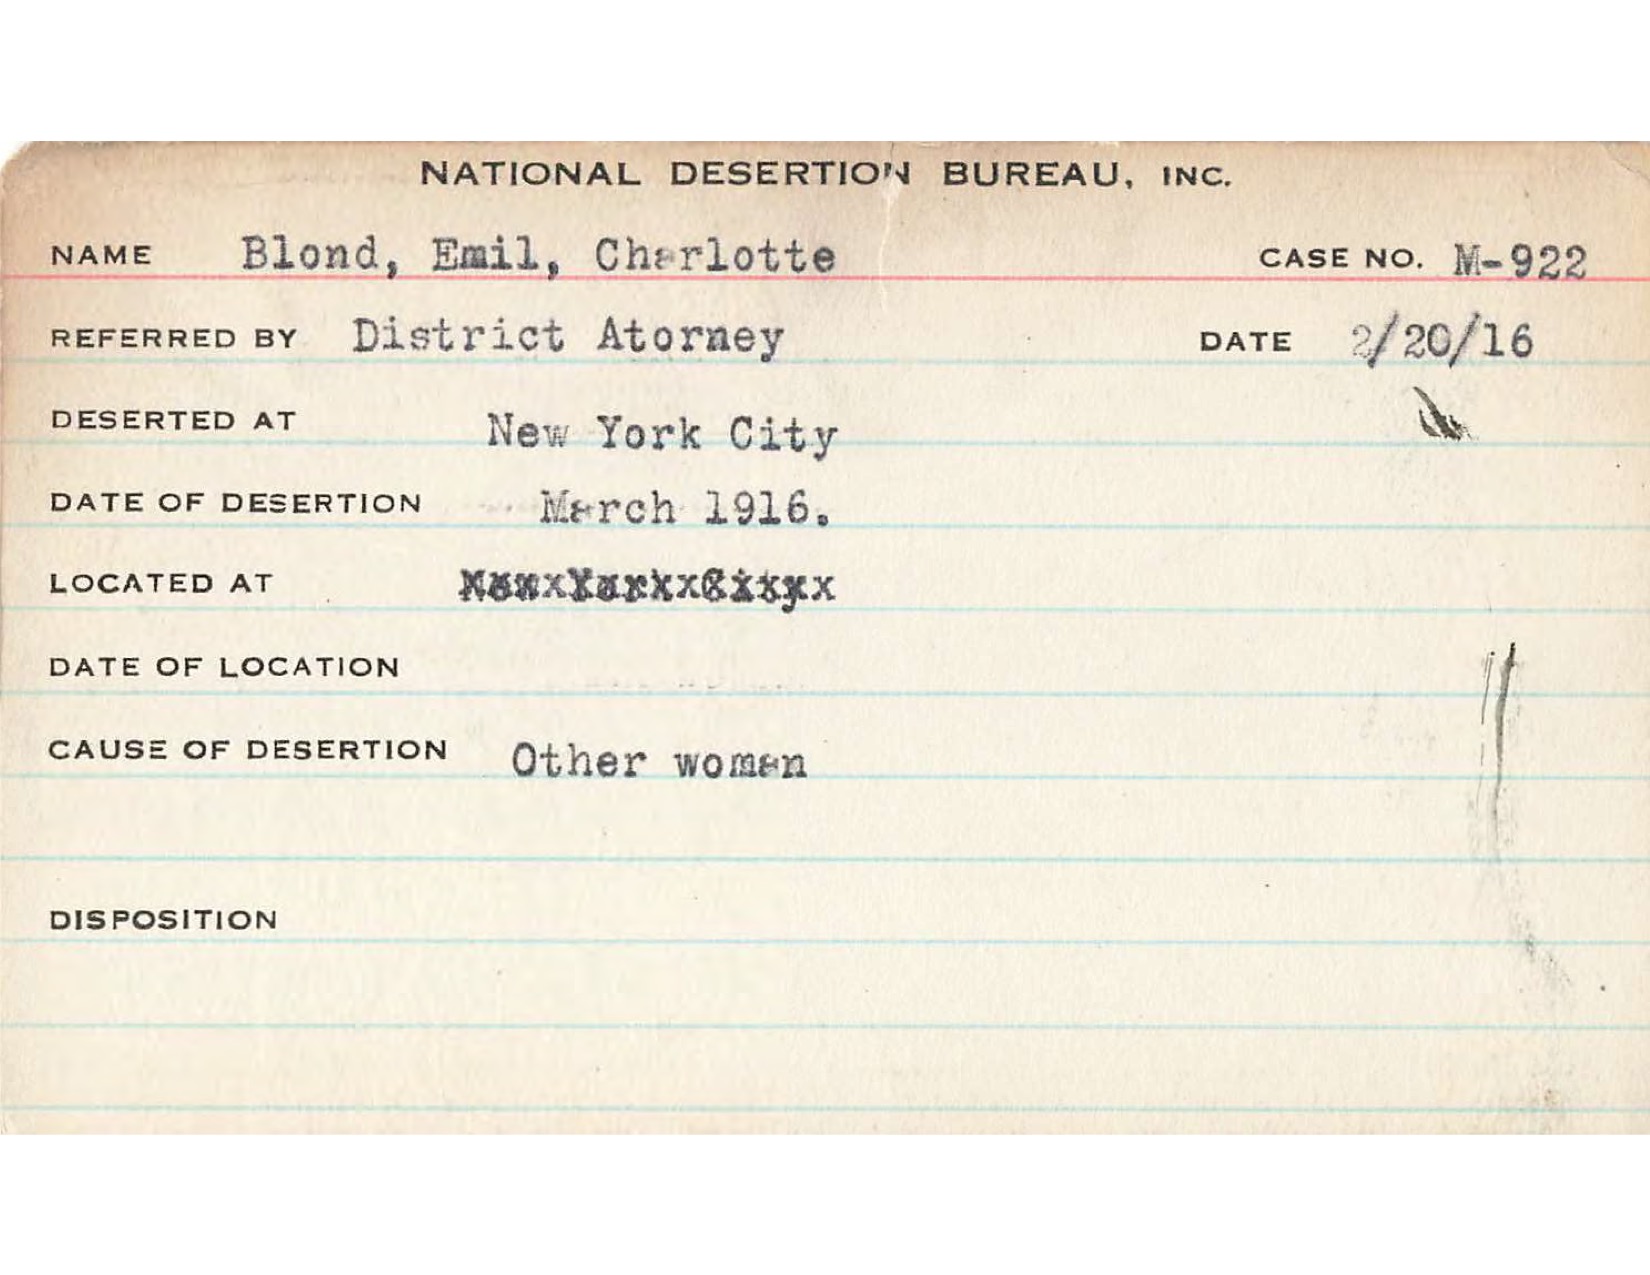 NATIONAL DESERTION BUREAU, INC.
NAME Blond, Emil, Charlotte CASE NO. M-922
REFERRED BY District Atorney DATE 2/20/16
DESERTED AT New York City
DATE OF DESERTION March 1916.
LOCATED AT
DATE OF LOCATION
CAUSE OF DESERTION Other woman
DISPOSITION